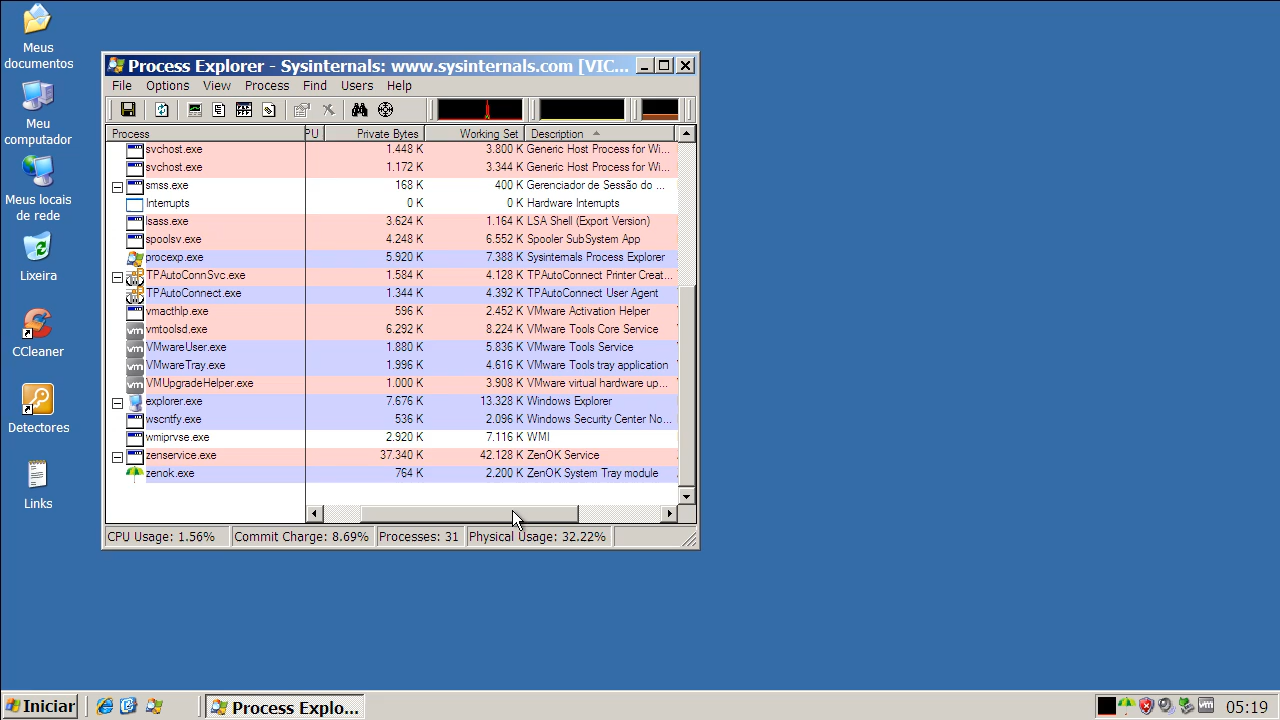 Meus
documentos
Meu
computador
Meus locais
de rede
Lixeira
CCleaner
Detectores
Links
Process Explorer - Sysinternals: www.sysinternals.com [VIC...
File Options View Process Find Users Help
Process PU Private Bytes Working Set Description
svchost.exe 1.448 K 3.800 K Generic Host Process for Wi...
svchost.exe 1.172 K 3.344 K Generic Host Process for Wi...
smss.exe 168 K 400 K Gerenciador de Sessão do ...
Interrupts 0 K 0 K Hardware Interrupts
lsass.exe 3.624 K 1.164 K LSA Shell (Export Version)
spoolsv.exe 4.248 K 6.552 K Spooler SubSystem App
procexp.exe 5.920 K 7.388 K Sysinternals Process Explorer
TPAutoConnSvc.exe 1.584 K 4.128 K TPAutoConnect Printer Creat...
TPAutoConnect.exe 1.344 K 4.392 K TPAutoConnect User Agent
vmacthlp.exe 596 K 2.452 K VMware Activation Helper
vmtoolsd.exe 6.292 K 8.224 K VMware Tools Core Service
VMwareUser.exe 1.880 K 5.836 K VMware Tools Service
VMwareTray.exe 1.996 K 4.616 K VMware Tools tray application
VMUpgradeHelper.exe 1.000 K 3.908 K VMware virtual hardware up...
explorer.exe 7.676 K 13.328 K Windows Explorer
wscntfy.exe 536 K 2.096 K Windows Security Center No...
wmiprvse.exe 2.920 K 7.116 K WMI
zenservice.exe 37.340 K 42.128 K ZenOK Service
zenok.exe 764 K 2.200 K ZenOK System Tray module
CPU Usage: 1.56% Commit Charge: 8.69% Processes: 31 Physical Usage: 32.22%
Iniciar Process Explo... 05:19